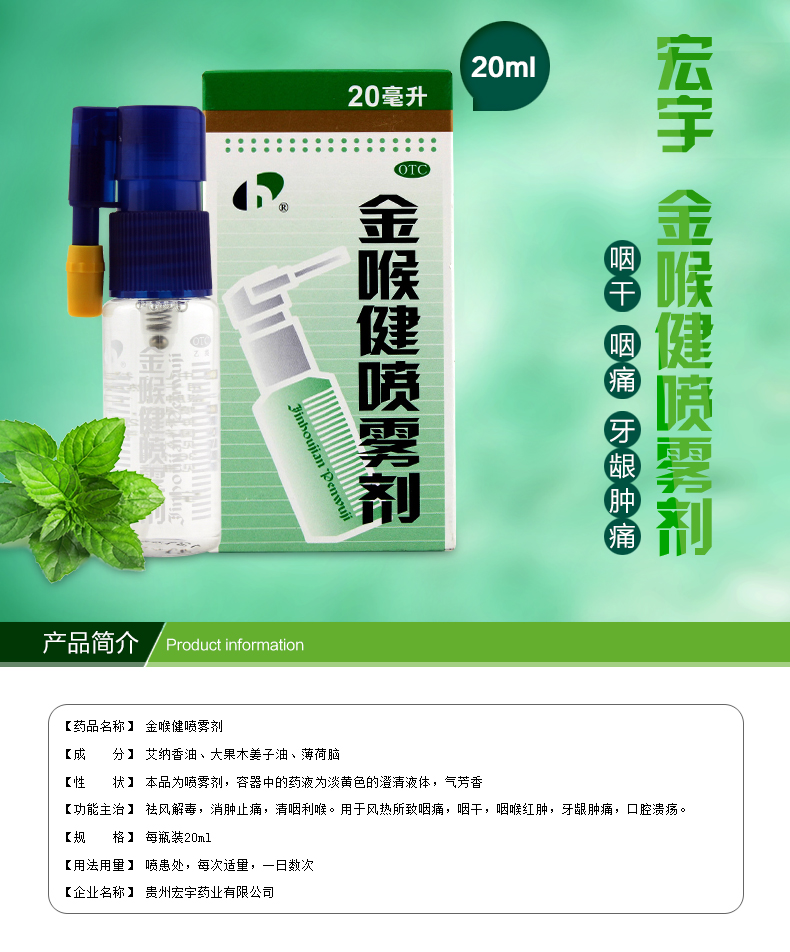 20ml
宏宇 金喉健喷雾剂
咽干 咽痛 牙龈肿痛
20毫升
OTC
®
金喉健喷雾剂
Jinhoujian Penwuji
金喉健喷雾剂
产品简介 Product information
【药品名称】 金喉健喷雾剂
【成 分】 艾纳香油、大果木姜子油、薄荷脑
【性 状】 本品为喷雾剂，容器中的药液为淡黄色的澄清液体，气芳香
【功能主治】 祛风解毒，消肿止痛，清咽利喉。用于风热所致咽痛，咽干，咽喉红肿，牙龈肿痛，口腔溃疡。
【规 格】 每瓶装20ml
【用法用量】 喷患处，每次适量，一日数次
【企业名称】 贵州宏宇药业有限公司